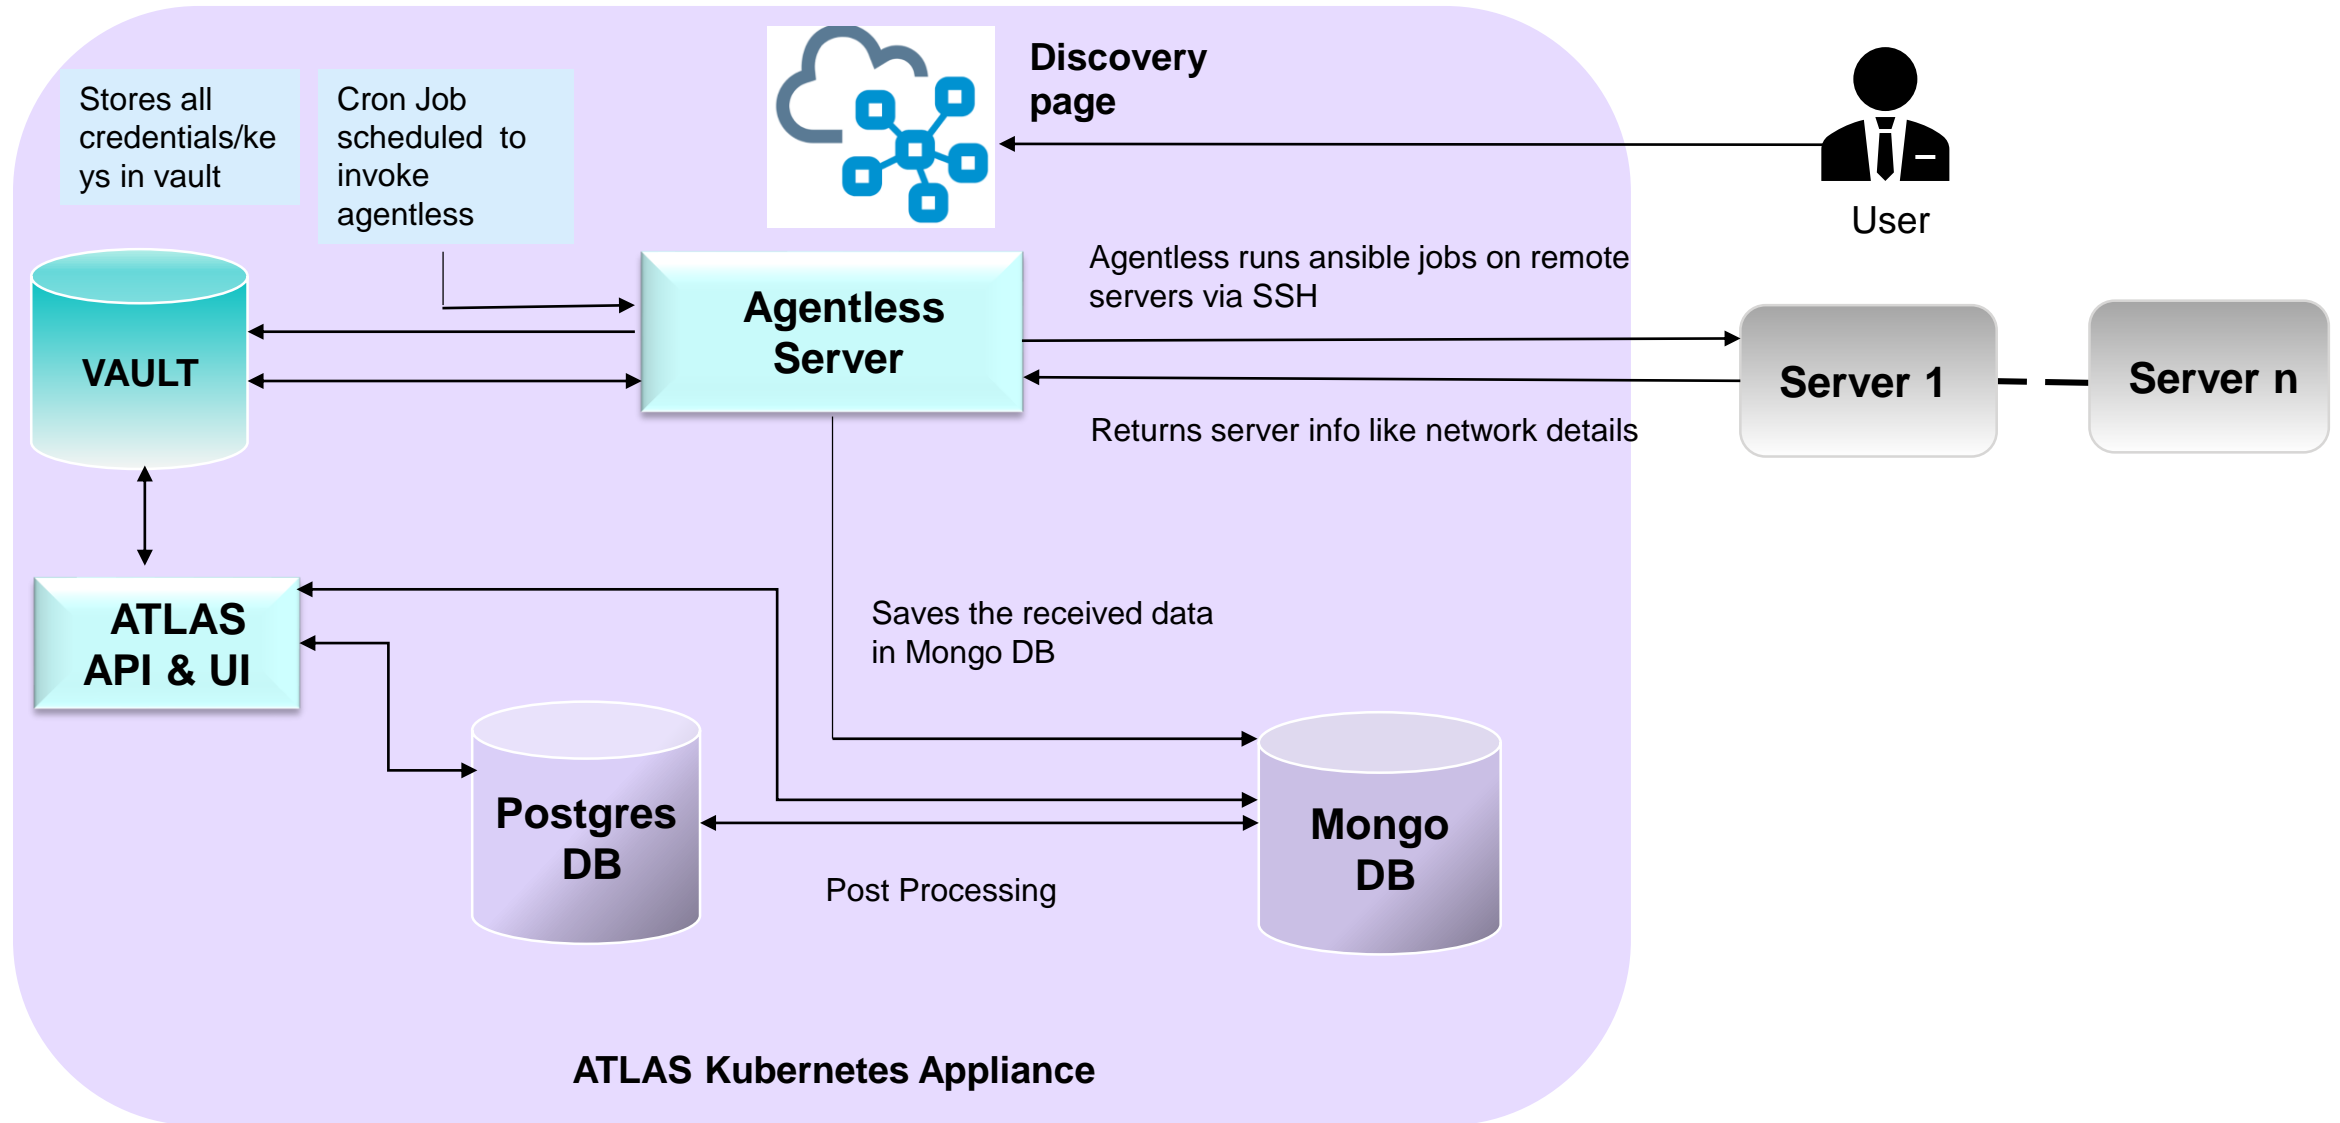 Stores all
credentials/ke
ys in vault
Cron Job
scheduled  to
invoke
agentless
Discovery
page
User
Agentless runs ansible jobs on remote
servers via SSH
Agentless
Server
VAULT
Server 1
Server n
Returns server info like network details
ATLAS
API & UI
Saves the received data
in Mongo DB
Postgres
DB
Mongo
DB
Post Processing
ATLAS Kubernetes Appliance